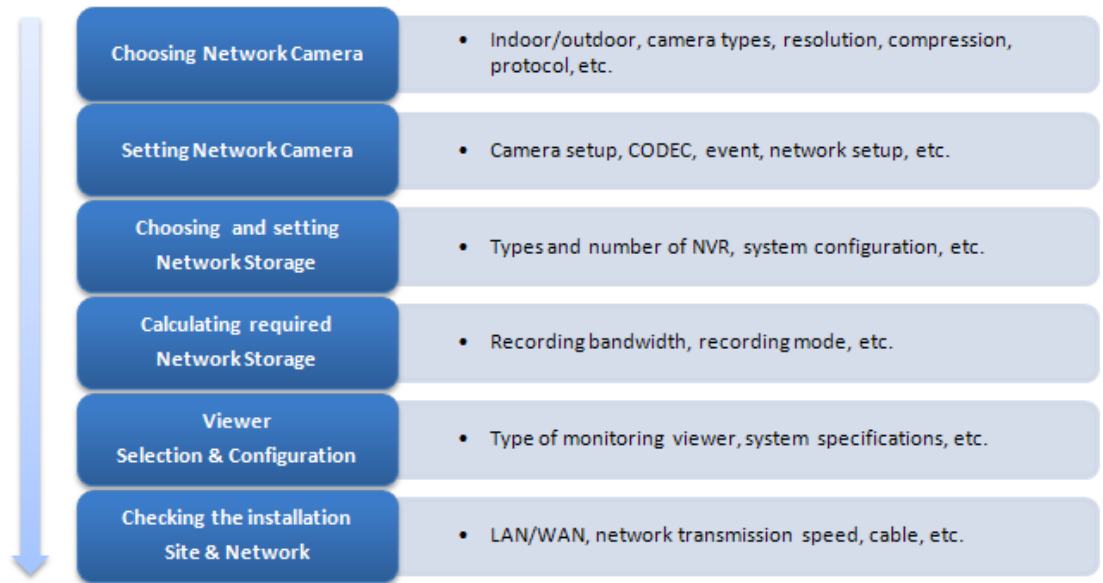 Choosing Network Camera
• Indoor/outdoor, camera types, resolution, compression,
protocol, etc.
Setting Network Camera
• Camera setup, CODEC, event, network setup, etc.
Choosing and setting
Network Storage
• Types and number of NVR, system configuration, etc.
Calculating required
Network Storage
• Recording bandwidth, recording mode, etc.
Viewer
Selection & Configuration
• Type of monitoring viewer, system specifications, etc.
Checking the installation
Site & Network
• LAN/WAN, network transmission speed, cable, etc.